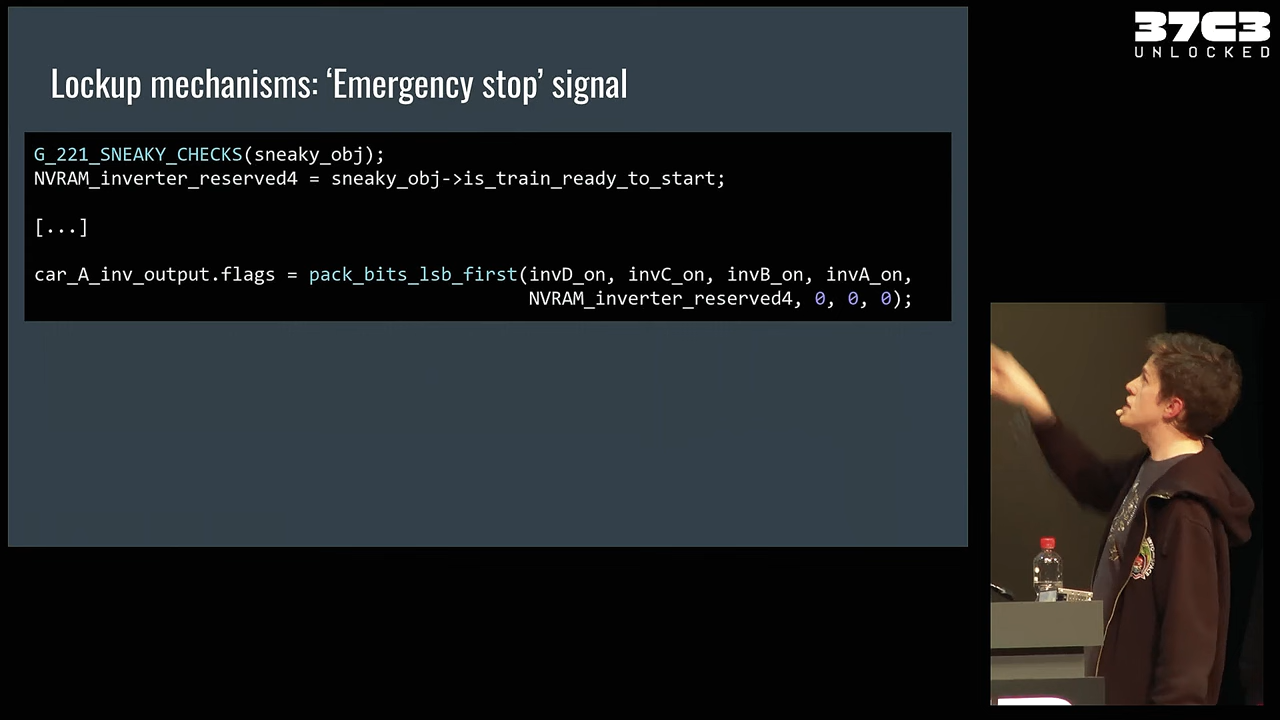 37C3
UNLOCKED
Lockup mechanisms: ‘Emergency stop’ signal
G_221_SNEAKY_CHECKS(sneaky_obj);
NVRAM_inverter_reserved4 = sneaky_obj->is_train_ready_to_start;
[...]
car_A_inv_output.flags = pack_bits_lsb_first(invD_on, invC_on, invB_on, invA_on,
NVRAM_inverter_reserved4, 0, 0, 0);